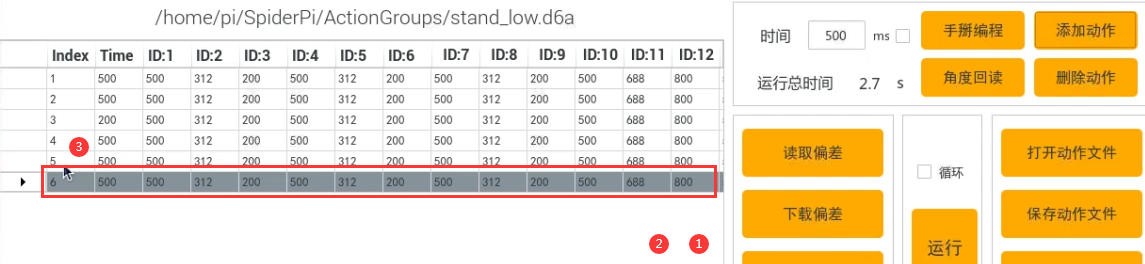 /home/pi/SpiderPi/ActionGroups/stand_low.d6a
Index Time ID:1 ID:2 ID:3 ID:4 ID:5 ID:6 ID:7 ID:8 ID:9 ID:10 ID:11 ID:12
1 500 500 312 200 500 312 200 500 312 200 500 688 800
2 500 500 312 200 500 312 200 500 312 200 500 688 800
3 200 500 312 200 500 312 200 500 312 200 500 688 800
4 500 500 312 200 500 312 200 500 312 200 500 688 800
5 500 500 312 200 500 312 200 500 312 200 500 688 800
6 500 500 312 200 500 312 200 500 312 200 500 688 800
3
2 1
时间 500 ms 手掰编程 添加动作
运行总时间 2.7 s 角度回读 删除动作
读取偏差
下载偏差
循环
运行
打开动作文件
保存动作文件